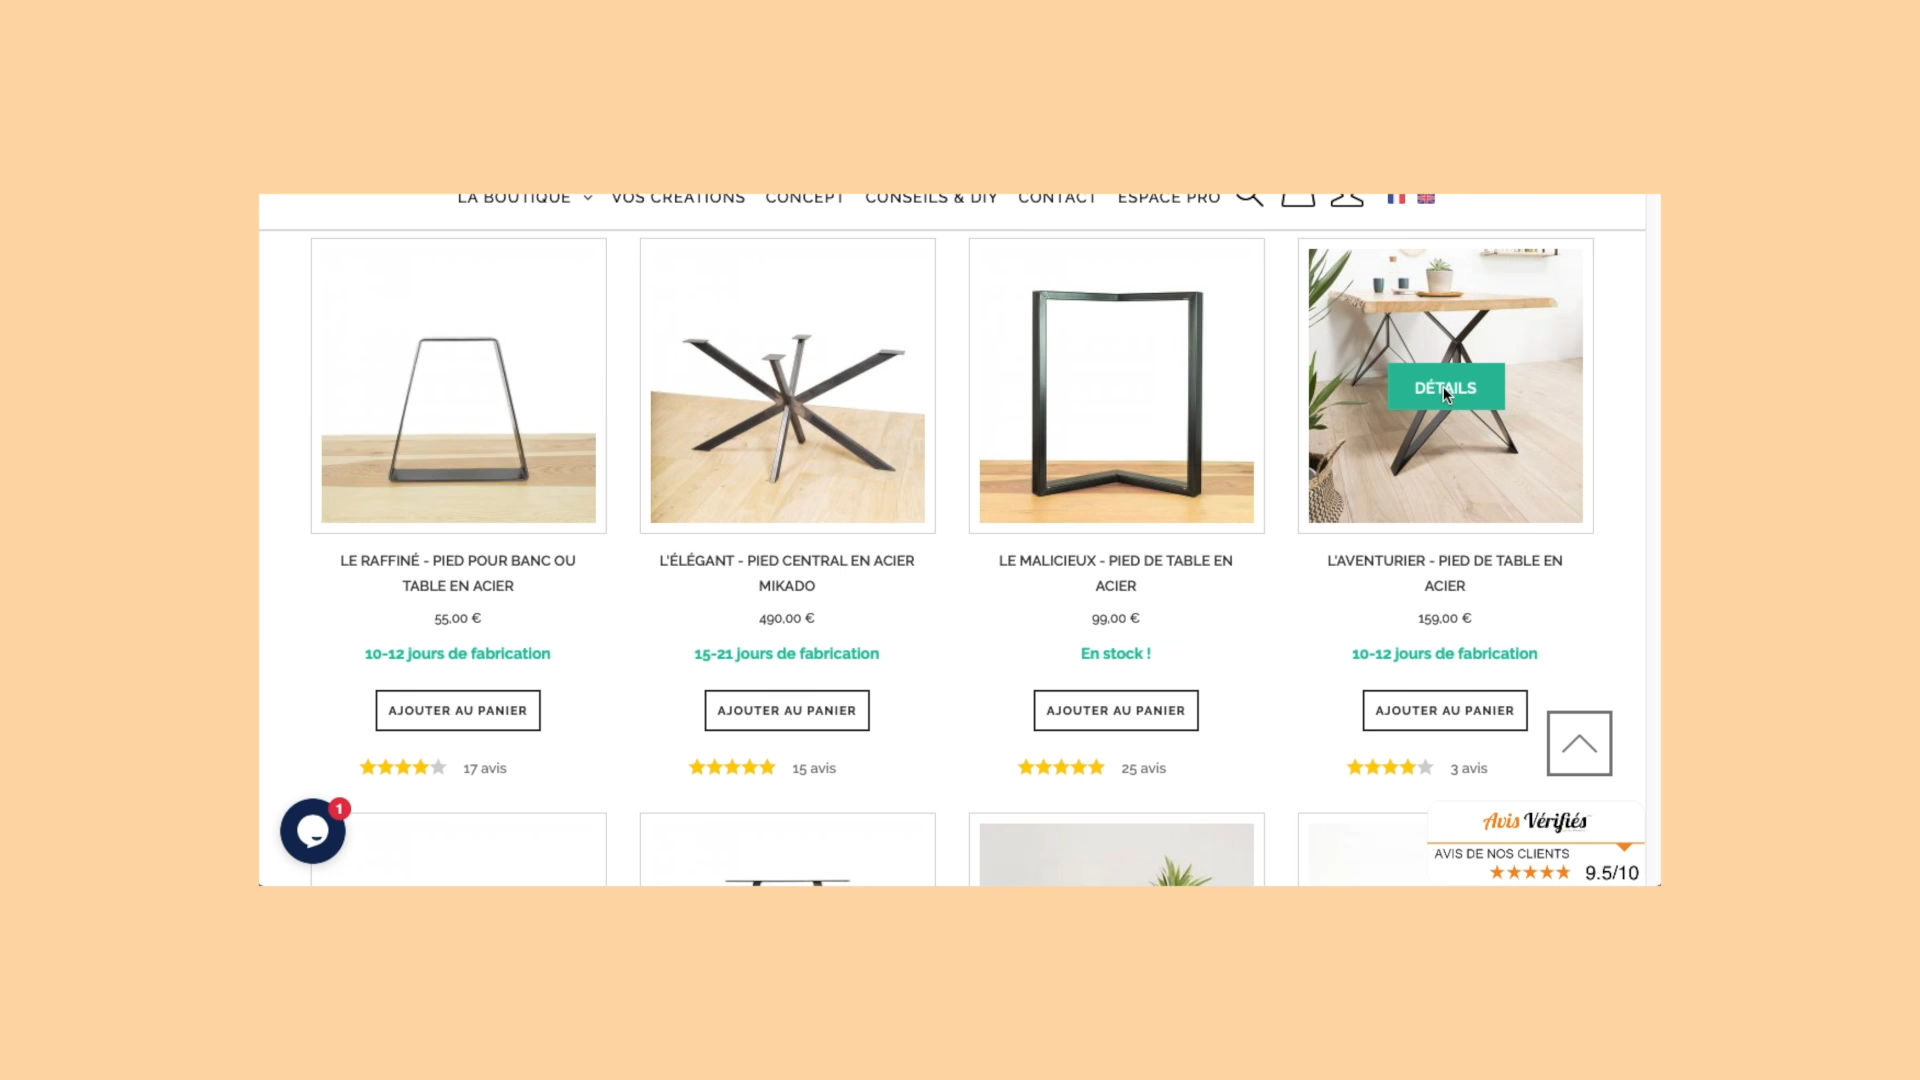 LA BOUTIQUE VOS CRÉATIONS CONCEPT CONSEILS & DIY CONTACT ESPACE PRO
DÉTAILS
LE RAFFINÉ - PIED POUR BANC OU
TABLE EN ACIER
55,00 €
10-12 jours de fabrication
AJOUTER AU PANIER
17 avis
L'ÉLÉGANT - PIED CENTRAL EN ACIER
MIKADO
490,00 €
15-21 jours de fabrication
AJOUTER AU PANIER
15 avis
LE MALICIEUX - PIED DE TABLE EN
ACIER
99,00 €
En stock !
AJOUTER AU PANIER
25 avis
L'AVENTURIER - PIED DE TABLE EN
ACIER
159,00 €
10-12 jours de fabrication
AJOUTER AU PANIER
3 avis
1
Avis Vérifiés
AVIS DE NOS CLIENTS
9.5/10